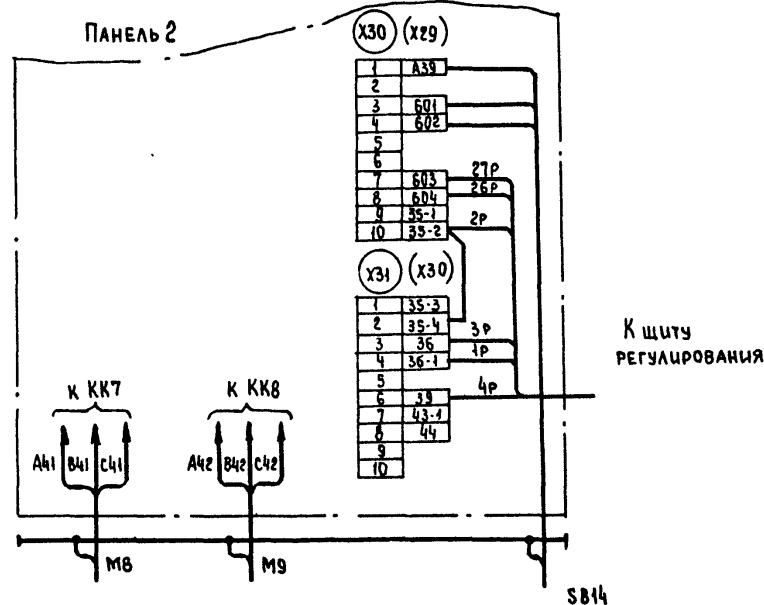 Панель 2
X30 (X29)
1 A39
2
3 601
4 602
5
6
7 603 27Р
8 604 26Р
9 35-1
10 35-2 2Р
X31 (X30)
1 35-3
2 35-4
3 36 3Р
4 36-1 1Р
5
6 39 4Р
7 43-1
8 44
9
10
К щиту
регулирования
К КК7
A41 B41 C41
К КК8
A42 B42 C42
М8
М9
SB14